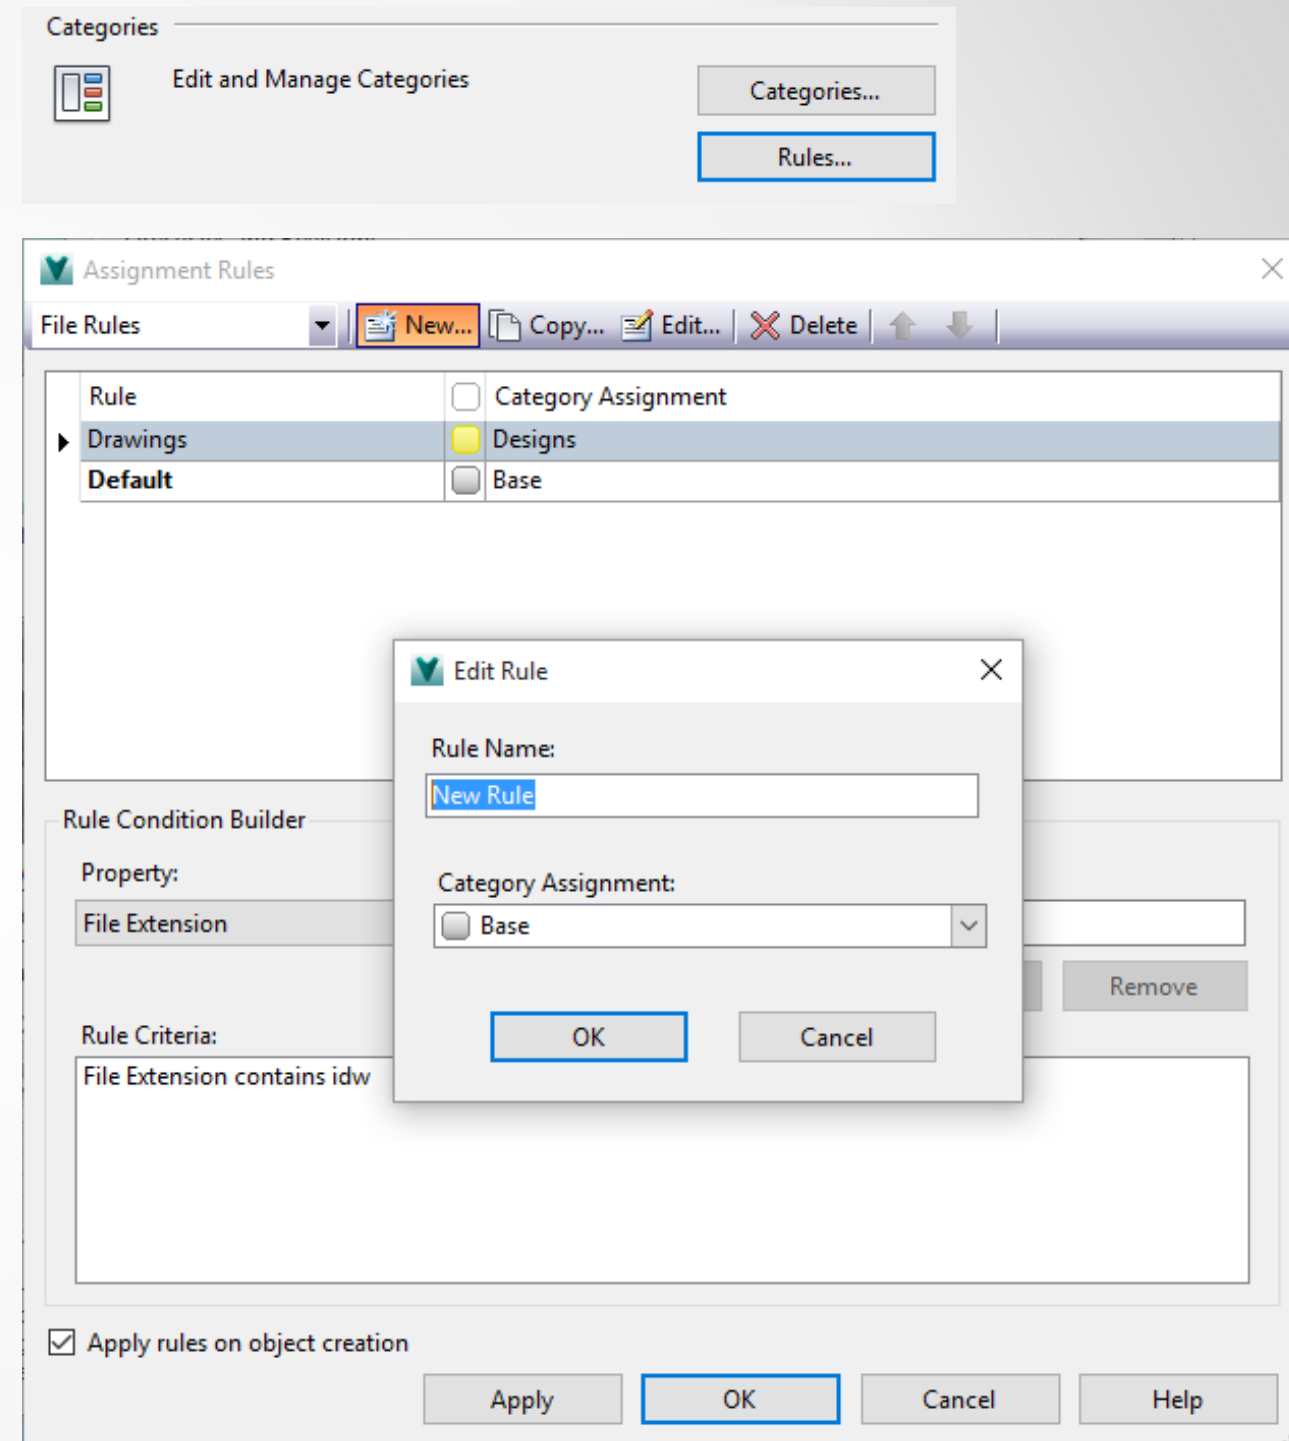 Categories
Edit and Manage Categories
Categories...
Rules...
Assignment Rules
File Rules New... Copy... Edit... Delete
Rule Category Assignment
Drawings Designs
Default Base
Edit Rule
Rule Name:
New Rule
Category Assignment:
Base
OK Cancel
Rule Condition Builder
Property:
File Extension
Remove
Rule Criteria:
File Extension contains idw
Apply rules on object creation
Apply OK Cancel Help